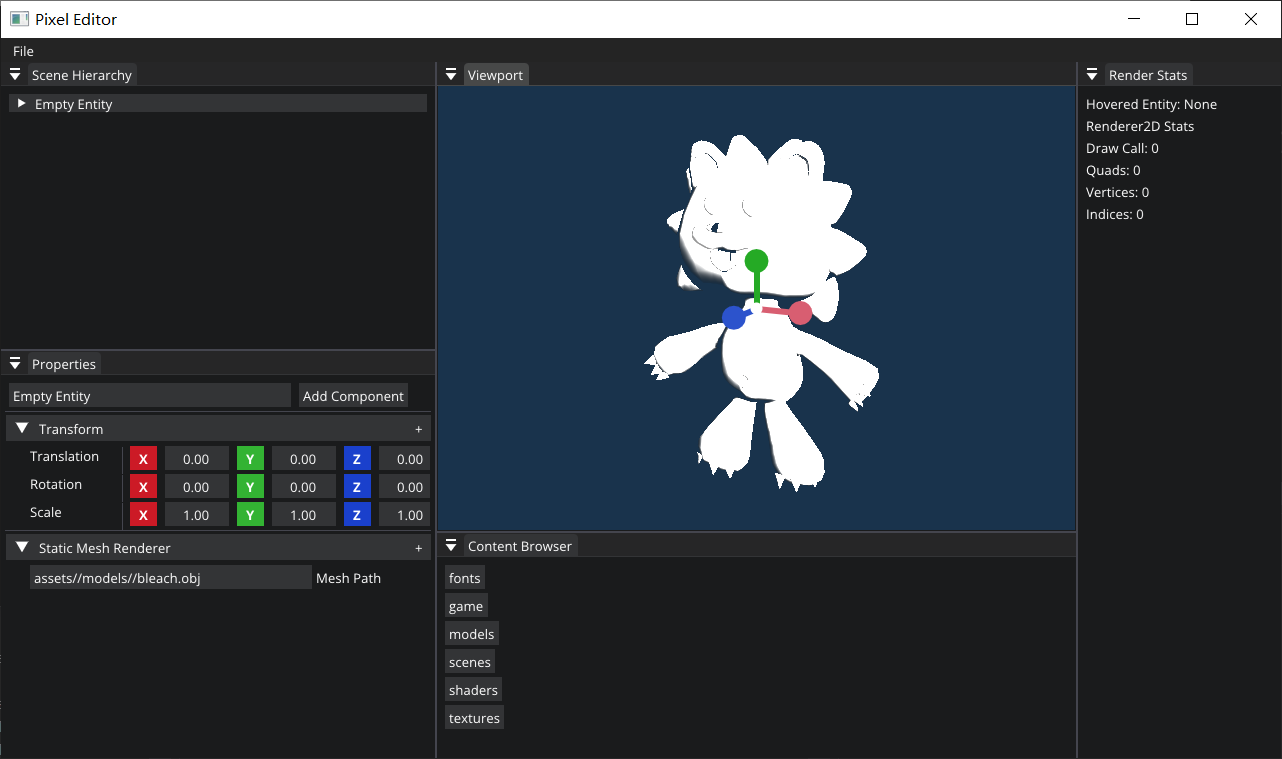 Pixel Editor
File
Scene Hierarchy
Empty Entity
Properties
Empty Entity Add Component
Transform +
Translation X 0.00 Y 0.00 Z 0.00
Rotation X 0.00 Y 0.00 Z 0.00
Scale X 1.00 Y 1.00 Z 1.00
Static Mesh Renderer +
assets//models//bleach.obj Mesh Path
Viewport
Content Browser
fonts
game
models
scenes
shaders
textures
Render Stats
Hovered Entity: None
Renderer2D Stats
Draw Call: 0
Quads: 0
Vertices: 0
Indices: 0